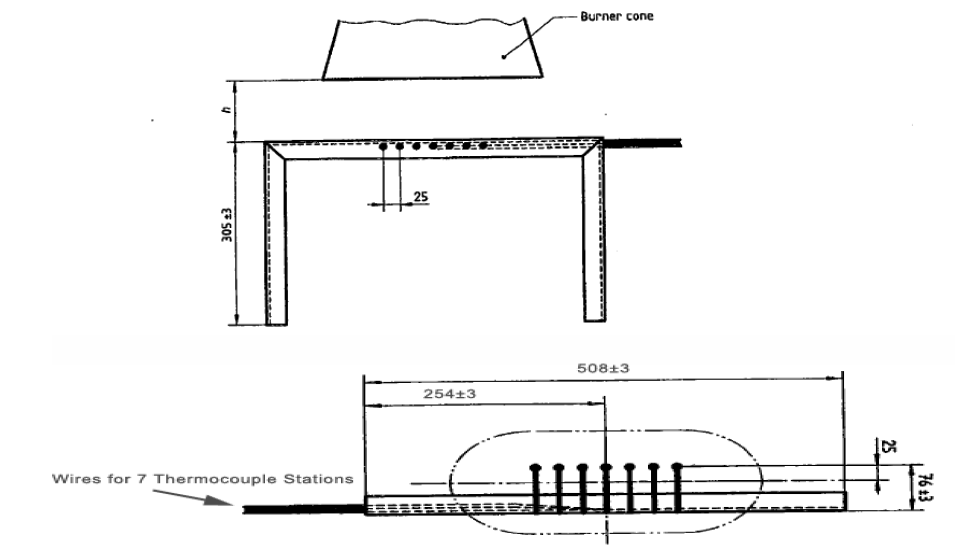 Burner cone
h
25
305±3
508±3
254±3
25
Wires for 7 Thermocouple Stations
76±3